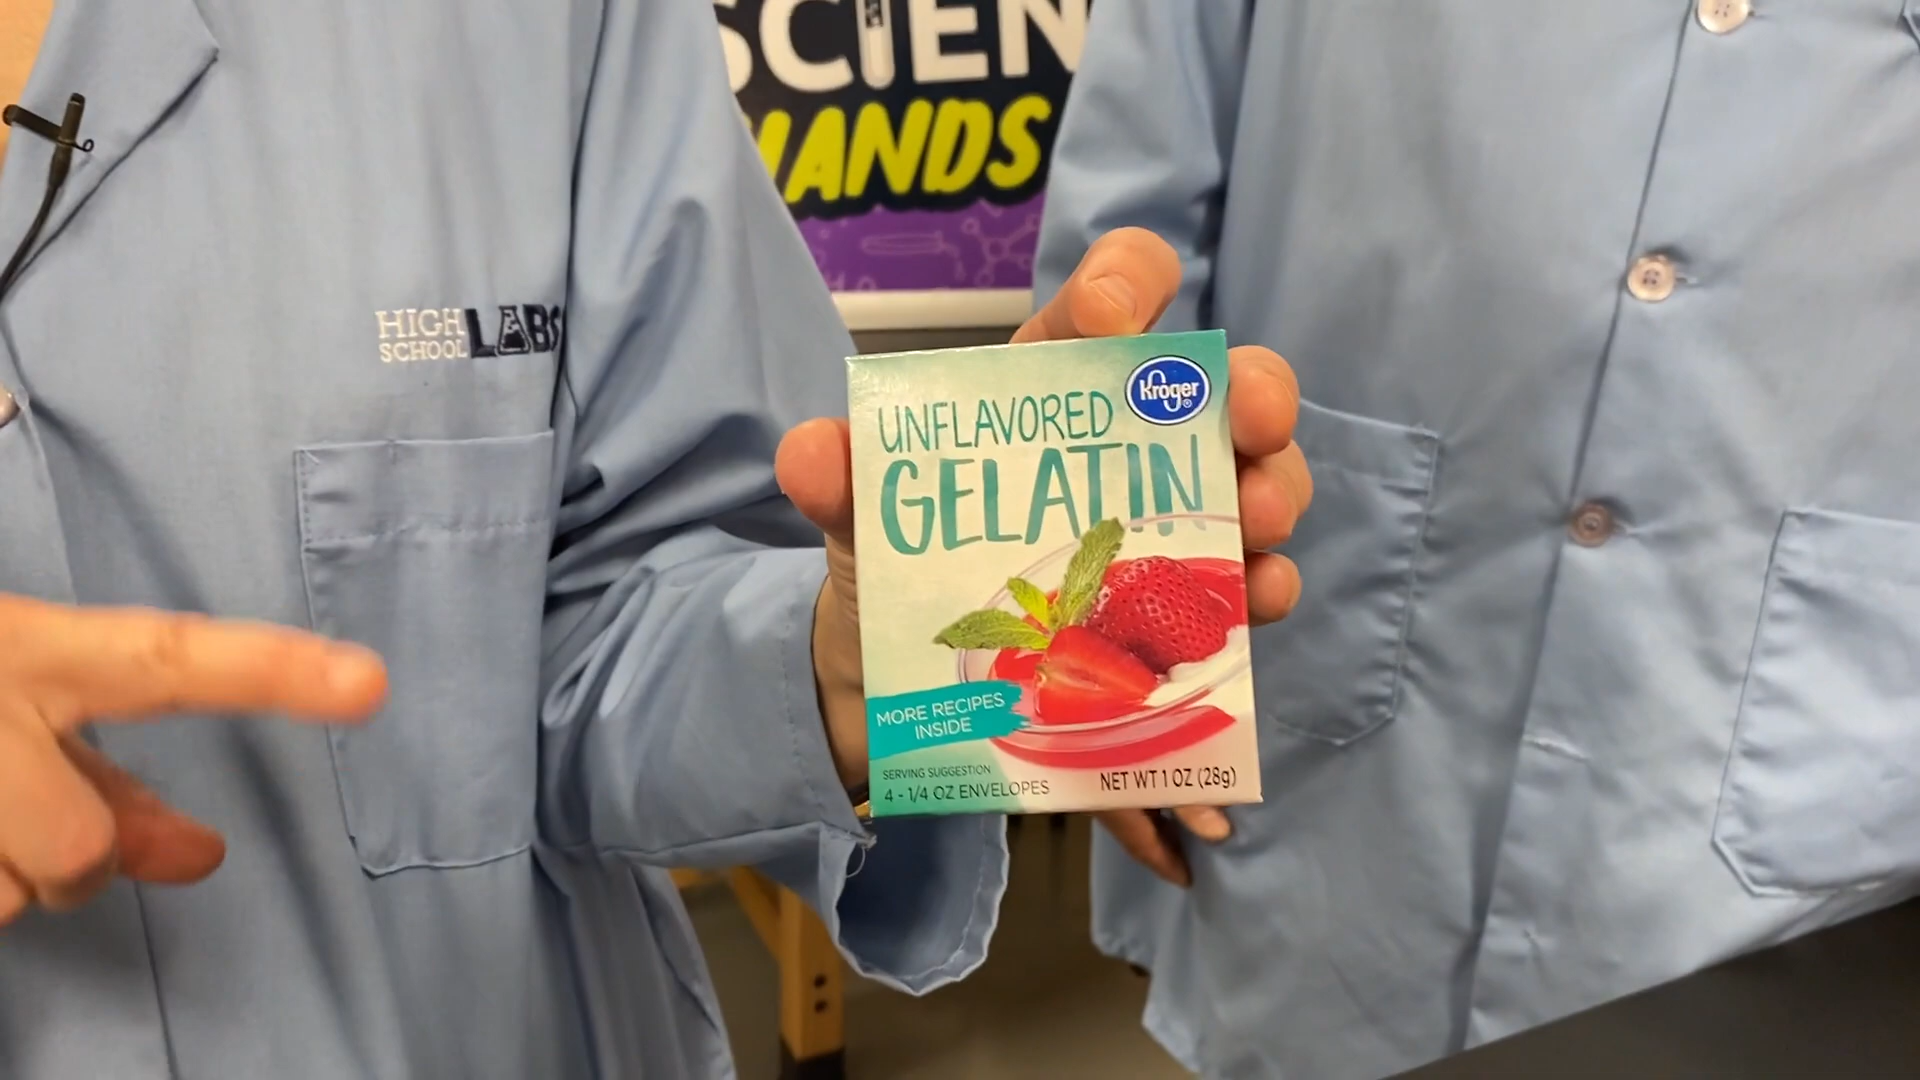 SCIEN
HANDS
HIGH
SCHOOL
LABS
Kroger
UNFLAVORED
GELATIN
MORE RECIPES
INSIDE
SERVING SUGGESTION
4 - 1/4 OZ ENVELOPES
NET WT 1 OZ (28g)